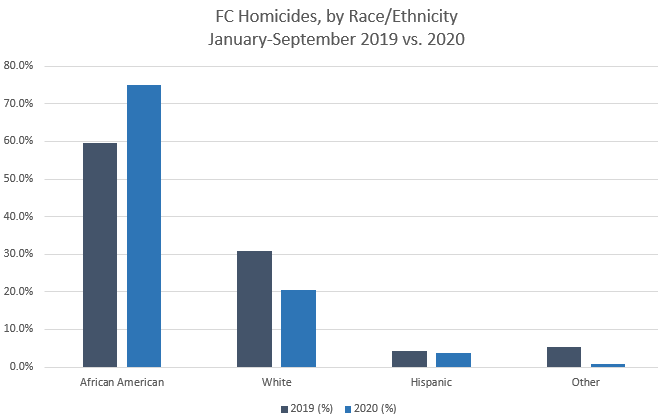 FC Homicides, by Race/Ethnicity
January-September 2019 vs. 2020
80.0%
70.0%
60.0%
50.0%
40.0%
30.0%
20.0%
10.0%
0.0%
African American White Hispanic Other
2019 (%) 2020 (%)